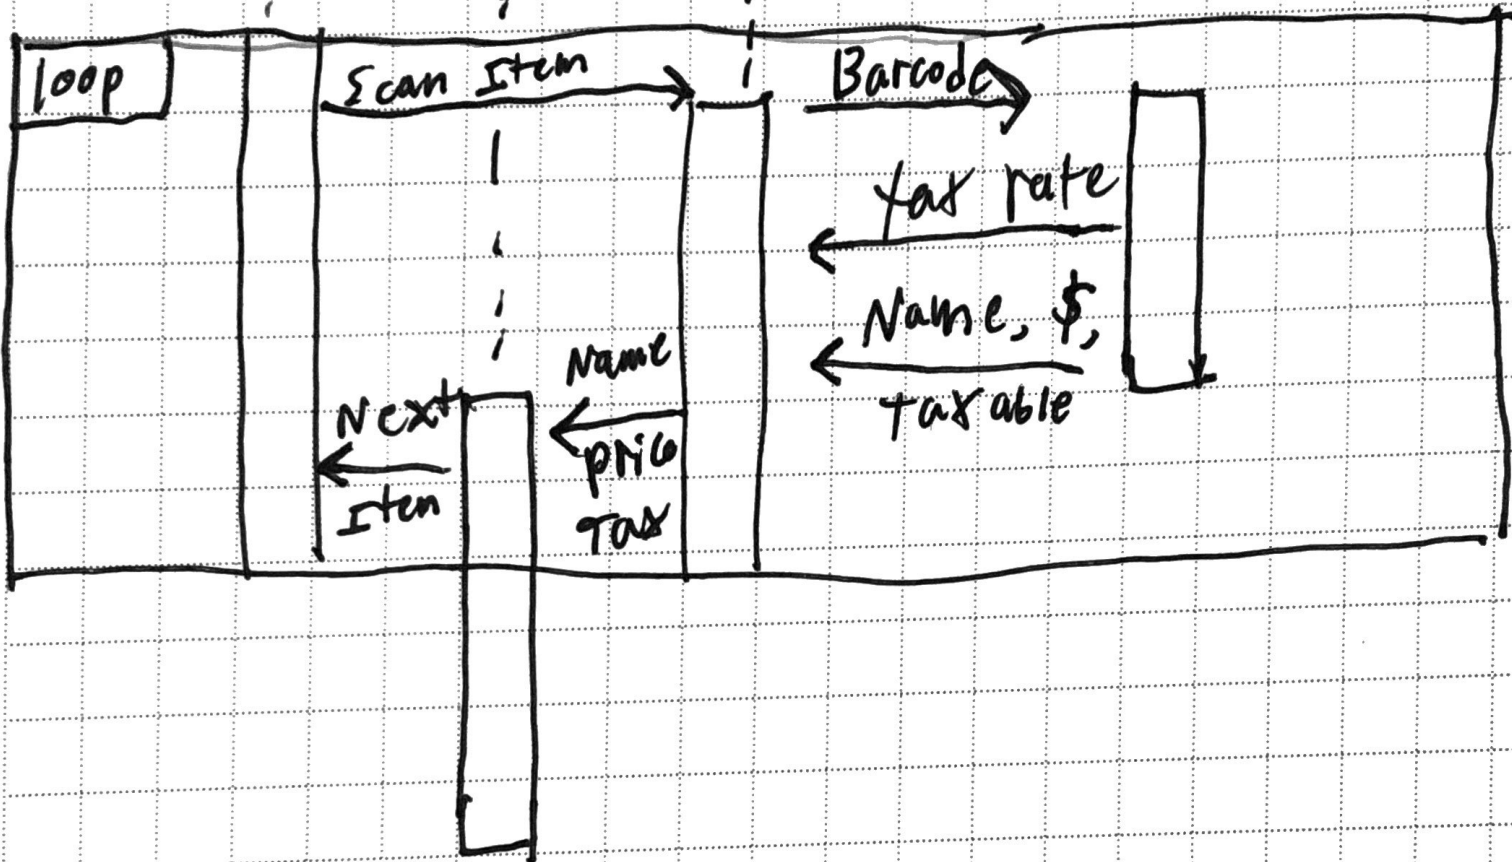 loop
Scan Item
Barcode
Tax rate
Name, $,
taxable
Name
price
Tax
Next
Item